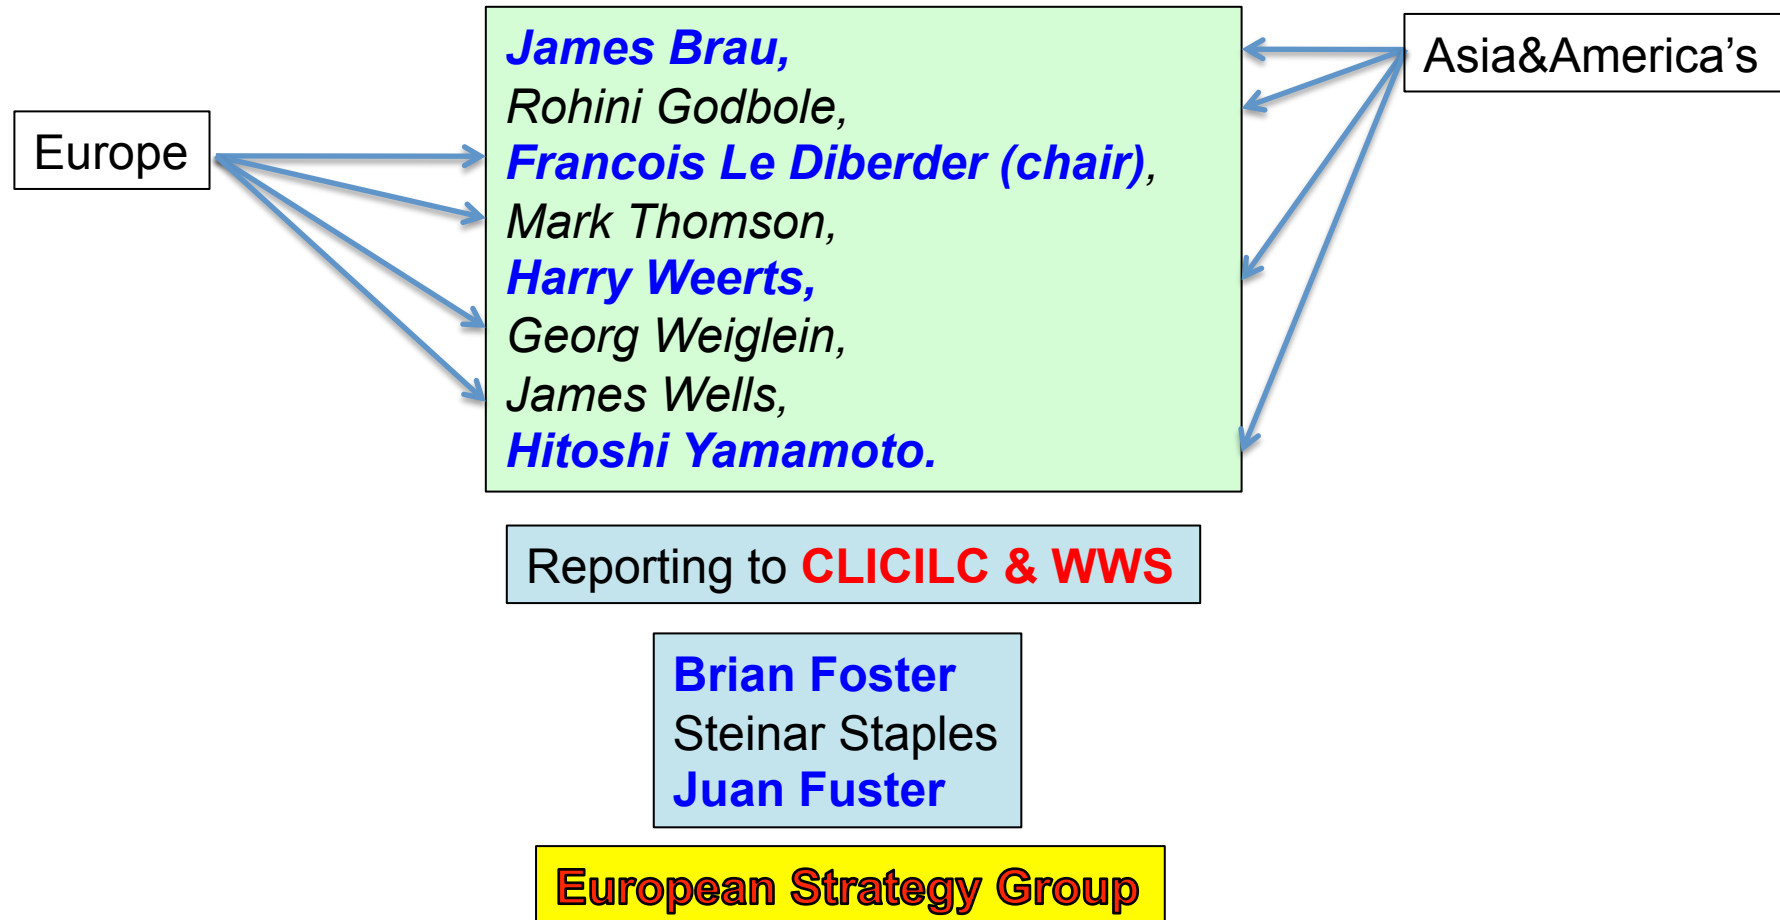 James Brau,
Asia&America's
Rohini Godbole,
Europe
Francois Le Diberder (chair),
Mark Thomson,
Harry Weerts,
Georg Weiglein,
James Wells,
Hitoshi Yamamoto.
Reporting to CLICILC & WWS
Brian Foster
Steinar Staples
Juan Fuster
European Strategy Group